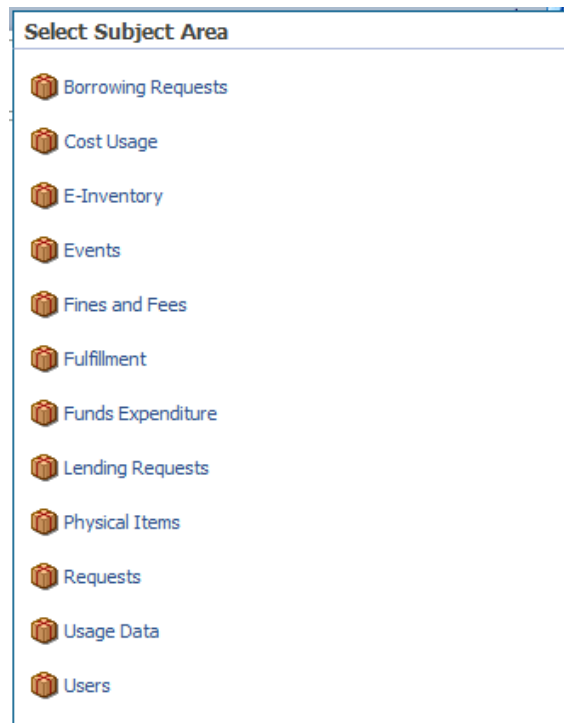 Select Subject Area
Borrowing Requests
Cost Usage
E-Inventory
Events
Fines and Fees
Fulfillment
Funds Expenditure
Lending Requests
Physical Items
Requests
Usage Data
Users